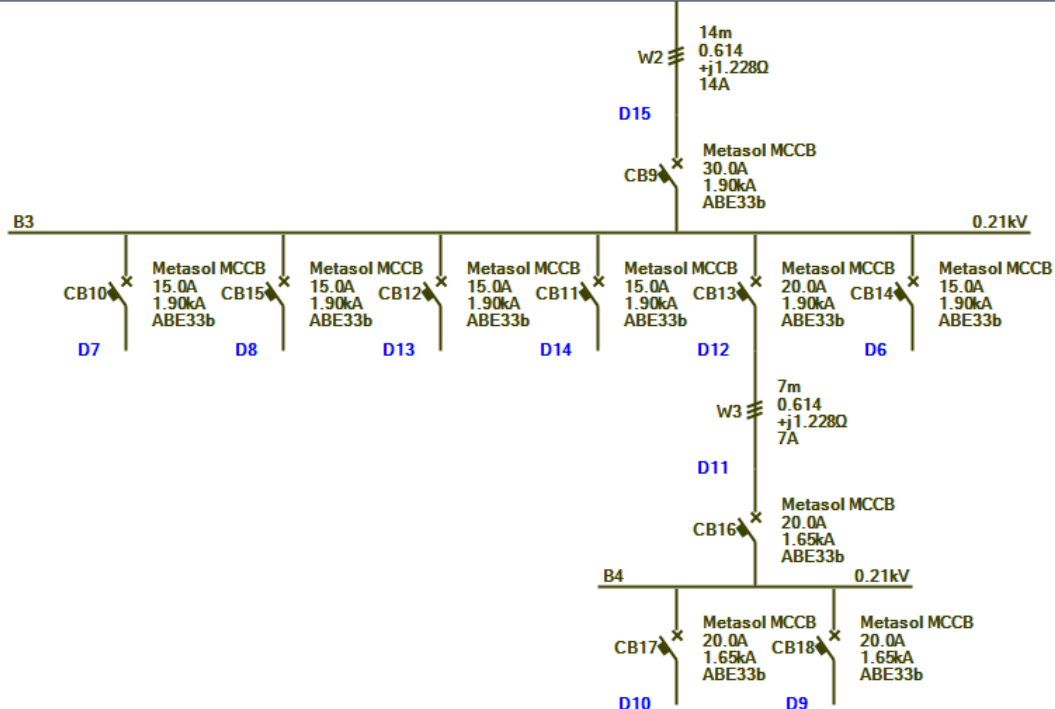 14m
W2 0.614
+j1.228Ω
14A
D15
Metasol MCCB
CB9 30.0A
1.90kA
ABE33b
B3 0.21kV
Metasol MCCB Metasol MCCB Metasol MCCB Metasol MCCB Metasol MCCB Metasol MCCB
CB10 15.0A CB15 15.0A CB12 15.0A CB11 15.0A CB13 20.0A CB14 15.0A
1.90kA 1.90kA 1.90kA 1.90kA 1.90kA 1.90kA
ABE33b ABE33b ABE33b ABE33b ABE33b ABE33b
D7 D8 D13 D14 D12 D6
7m
W3 0.614
+j1.228Ω
7A
D11
Metasol MCCB
CB16 20.0A
1.65kA
ABE33b
B4 0.21kV
Metasol MCCB Metasol MCCB
CB17 20.0A CB18 20.0A
1.65kA 1.65kA
ABE33b ABE33b
D10 D9